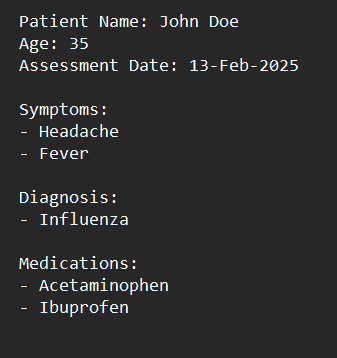 Patient Name: John Doe
Age: 35
Assessment Date: 13-Feb-2025
Symptoms:
- Headache
- Fever
Diagnosis:
- Influenza
Medications:
- Acetaminophen
- Ibuprofen